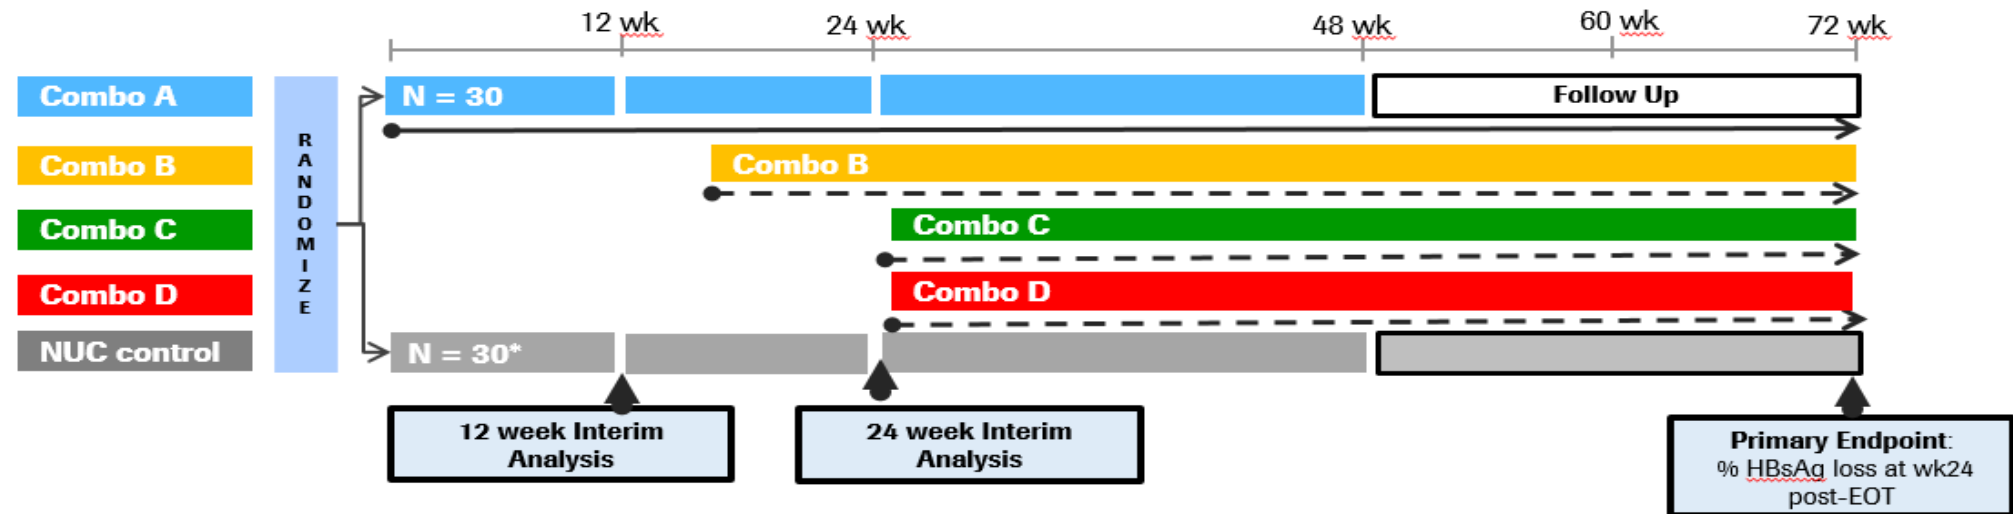 12 wk
24 wk
48 wk
60 wk
72 wk
Combo A
N = 30
Follow Up
RANDOMIZE
Combo B
Combo B
Combo C
Combo C
Combo D
Combo D
NUC control
N = 30*
12 week Interim
Analysis
24 week Interim
Analysis
Primary Endpoint:
% HBsAg loss at wk24
post-EOT